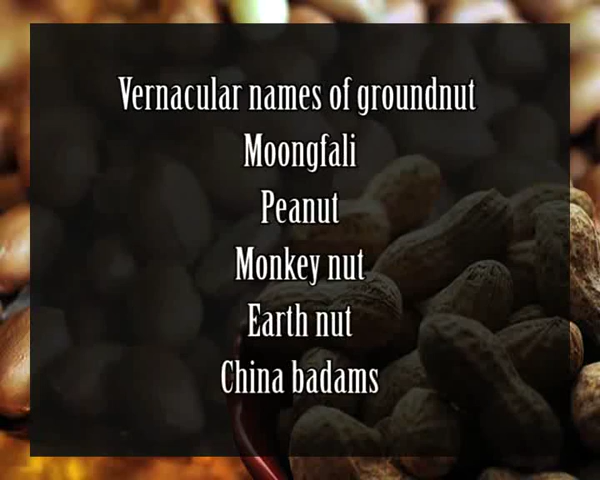 Vernacular names of groundnut
Moongfali
Peanut
Monkey nut
Earth nut
China badams